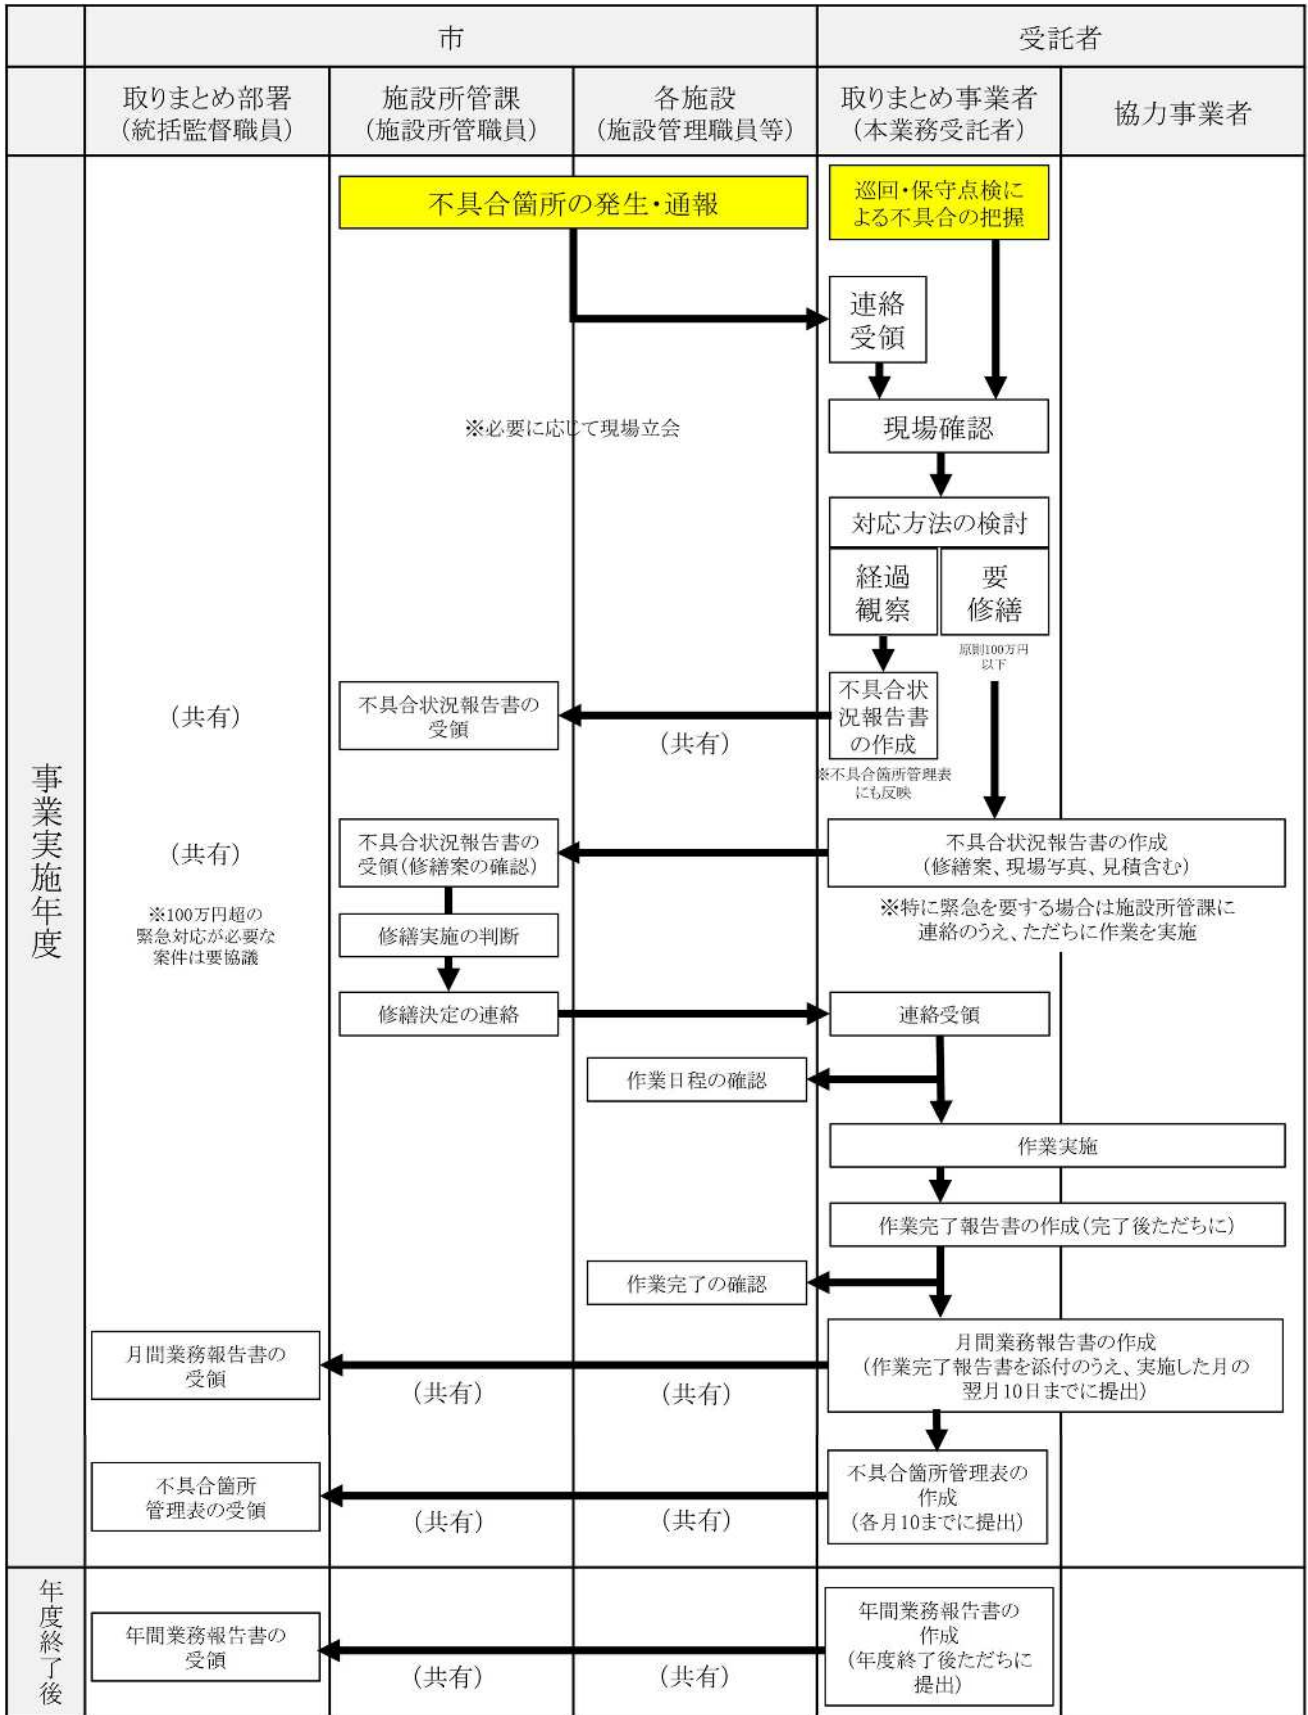 市
受託者
取りまとめ部署
（統括監督職員）
施設所管課
（施設所管職員）
各施設
（施設管理職員等）
取りまとめ事業者
（本業務受託者）
協力事業者
事業実施年度
不具合箇所の発生・通報
巡回・保守点検に
よる不具合の把握
連絡
受領
※必要に応じて現場立会
現場確認
対応方法の検討
経過
観察
要
修繕
原則100万円
以下
（共有）
不具合状況報告書の
受領
（共有）
不具合状
況報告書
の作成
※不具合箇所管理表
にも反映
（共有）
不具合状況報告書の
受領（修繕案の確認）
不具合状況報告書の作成
（修繕案、現場写真、見積含む）
※100万円超の
緊急対応が必要な
案件は要協議
※特に緊急を要する場合は施設所管課に
連絡のうえ、ただちに作業を実施
修繕実施の判断
修繕決定の連絡
連絡受領
作業日程の確認
作業実施
作業完了報告書の作成（完了後ただちに）
作業完了の確認
月間業務報告書の
受領
（共有）
（共有）
月間業務報告書の作成
（作業完了報告書を添付のうえ、実施した月の
翌月10日までに提出）
不具合箇所
管理表の受領
（共有）
（共有）
不具合箇所管理表の
作成
（各月10までに提出）
年度終了後
年間業務報告書の
受領
（共有）
（共有）
年間業務報告書の
作成
（年度終了後ただちに
提出）